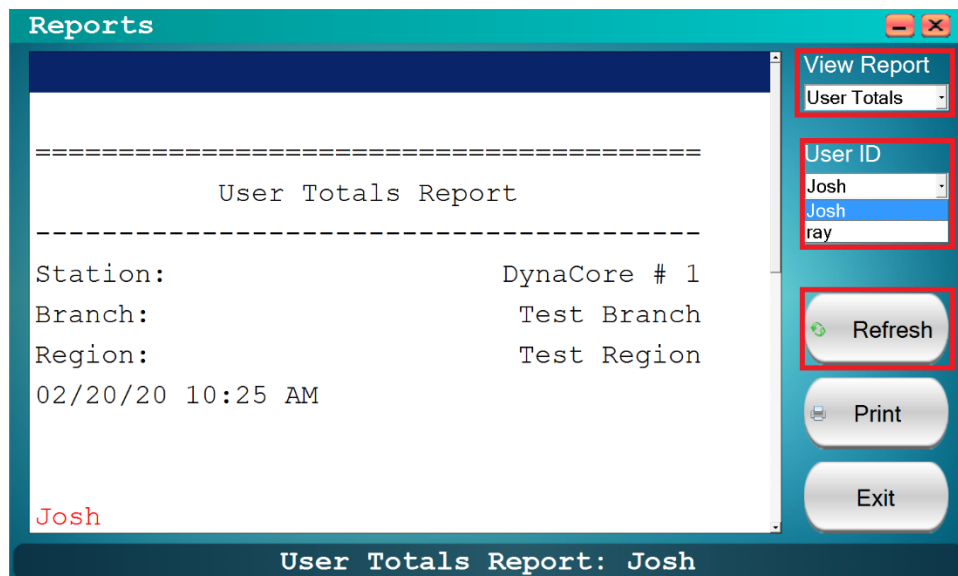 Reports
========================================
User Totals Report
----------------------------------------
Station: DynaCore # 1
Branch: Test Branch
Region: Test Region
02/20/20 10:25 AM
Josh
View Report
User Totals
User ID
Josh
Josh
ray
Refresh
Print
Exit
User Totals Report: Josh